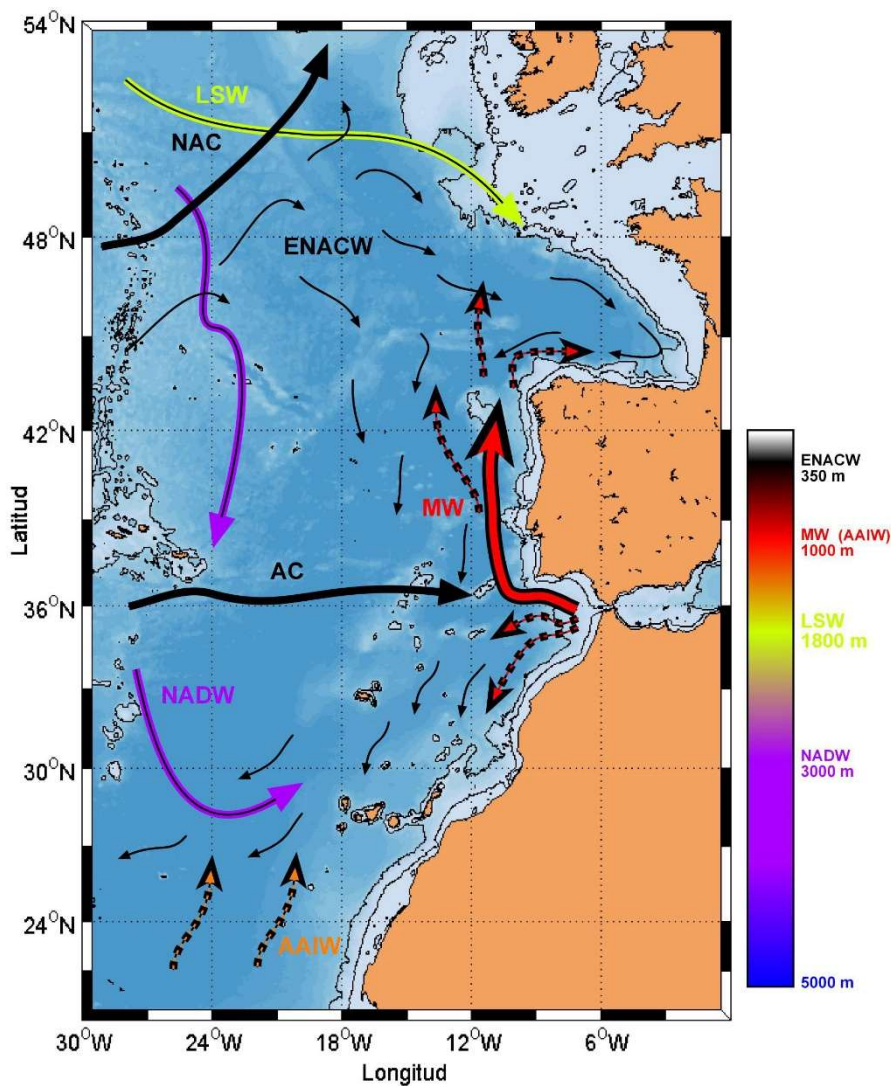 54°N
48°N
42°N
36°N
30°N
24°N
Latitud
30°W
24°W
18°W
12°W
6°W
Longitud
LSW
NAC
ENACW
MW
AC
NADW
AAIW
ENACW
350 m
MW (AAIW)
1000 m
LSW
1800 m
NADW
3000 m
5000 m